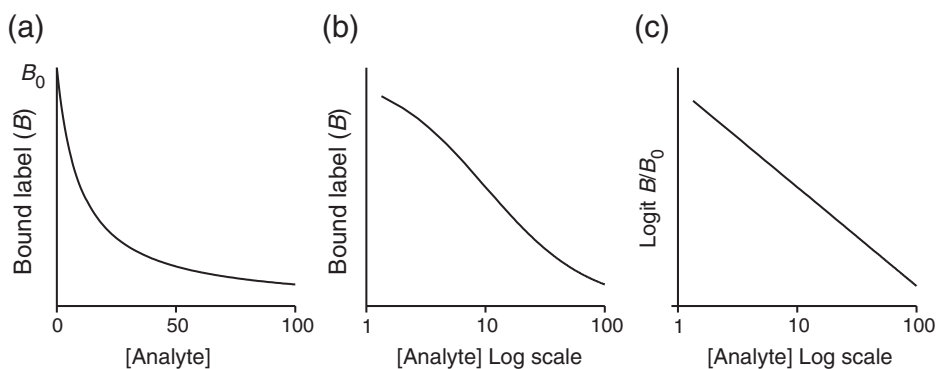 (a)
B0
Bound label (B)
0 50 100
[Analyte]
(b)
Bound label (B)
1 10 100
[Analyte] Log scale
(c)
Logit B/B0
1 10 100
[Analyte] Log scale